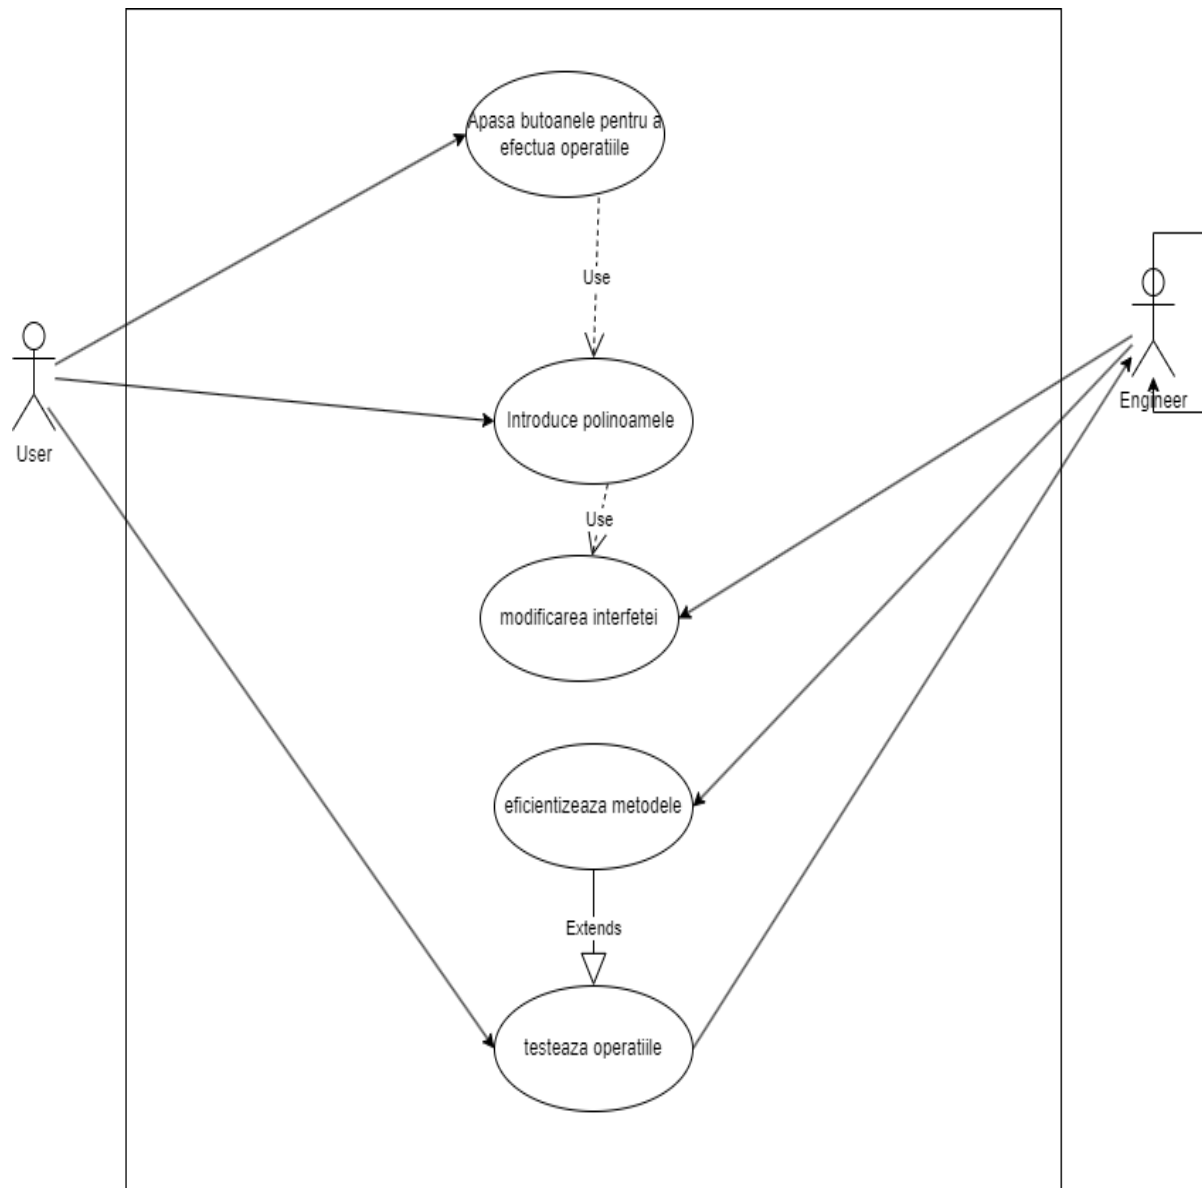 Apasa butoanele pentru a
efectua operatiile
Use
Introduce polinoamele
Use
modificarea interfetei
eficientizeaza metodele
Extends
testeaza operatiile
User
Engineer